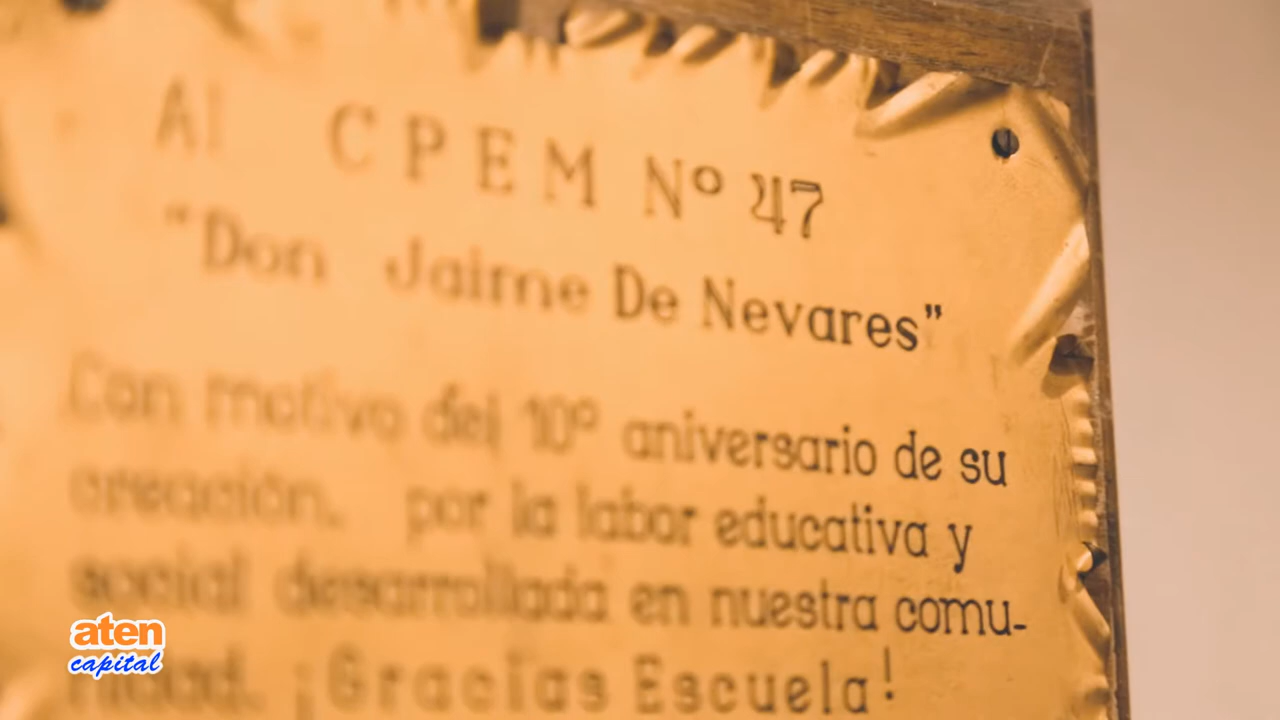 Al CPEM Nº 47
"Don Jaime De Nevares"
Con motivo del 10º aniversario de su
creación, por la labor educativa y
social desarrollada en nuestra comu-
nidad. ¡Gracias Escuela!
aten
capital